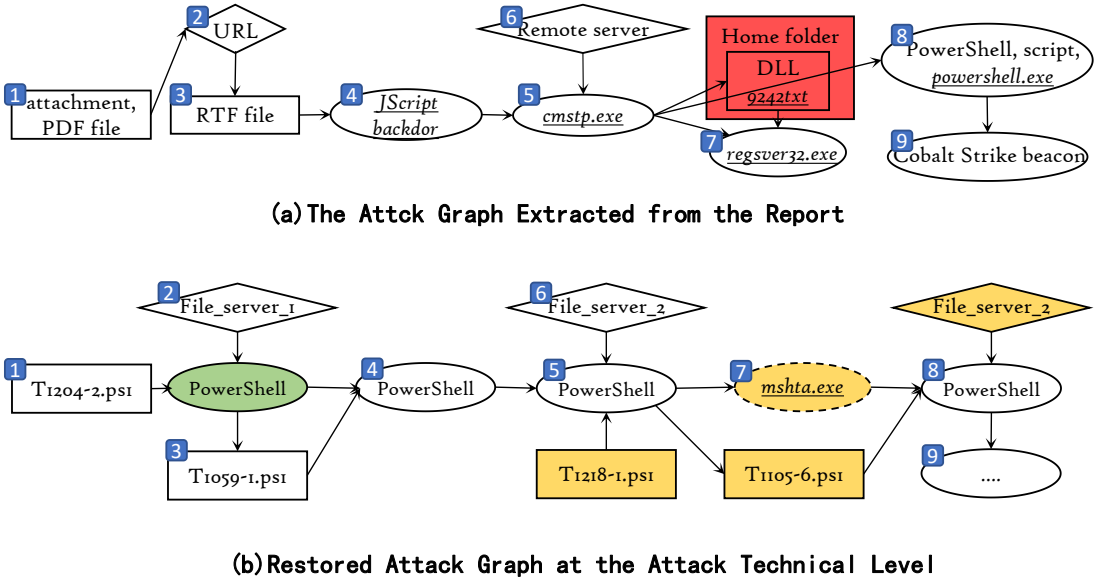 2
URL
6
Remote server
Home folder
8
PowerShell, script,
powershell.exe
DLL
9242txt
1
attachment,
PDF file
3
RTF file
4
JScript
backdor
5
cmstp.exe
7
regsver32.exe
9
Cobalt Strike beacon
(a)The Attck Graph Extracted from the Report
2
File_server_1
6
File_server_2
File_server_2
1
T1204-2.ps1
PowerShell
4
PowerShell
5
PowerShell
7
mshta.exe
8
PowerShell
3
T1059-1.ps1
T1218-1.ps1
T1105-6.ps1
9
....
(b)Restored Attack Graph at the Attack Technical Level